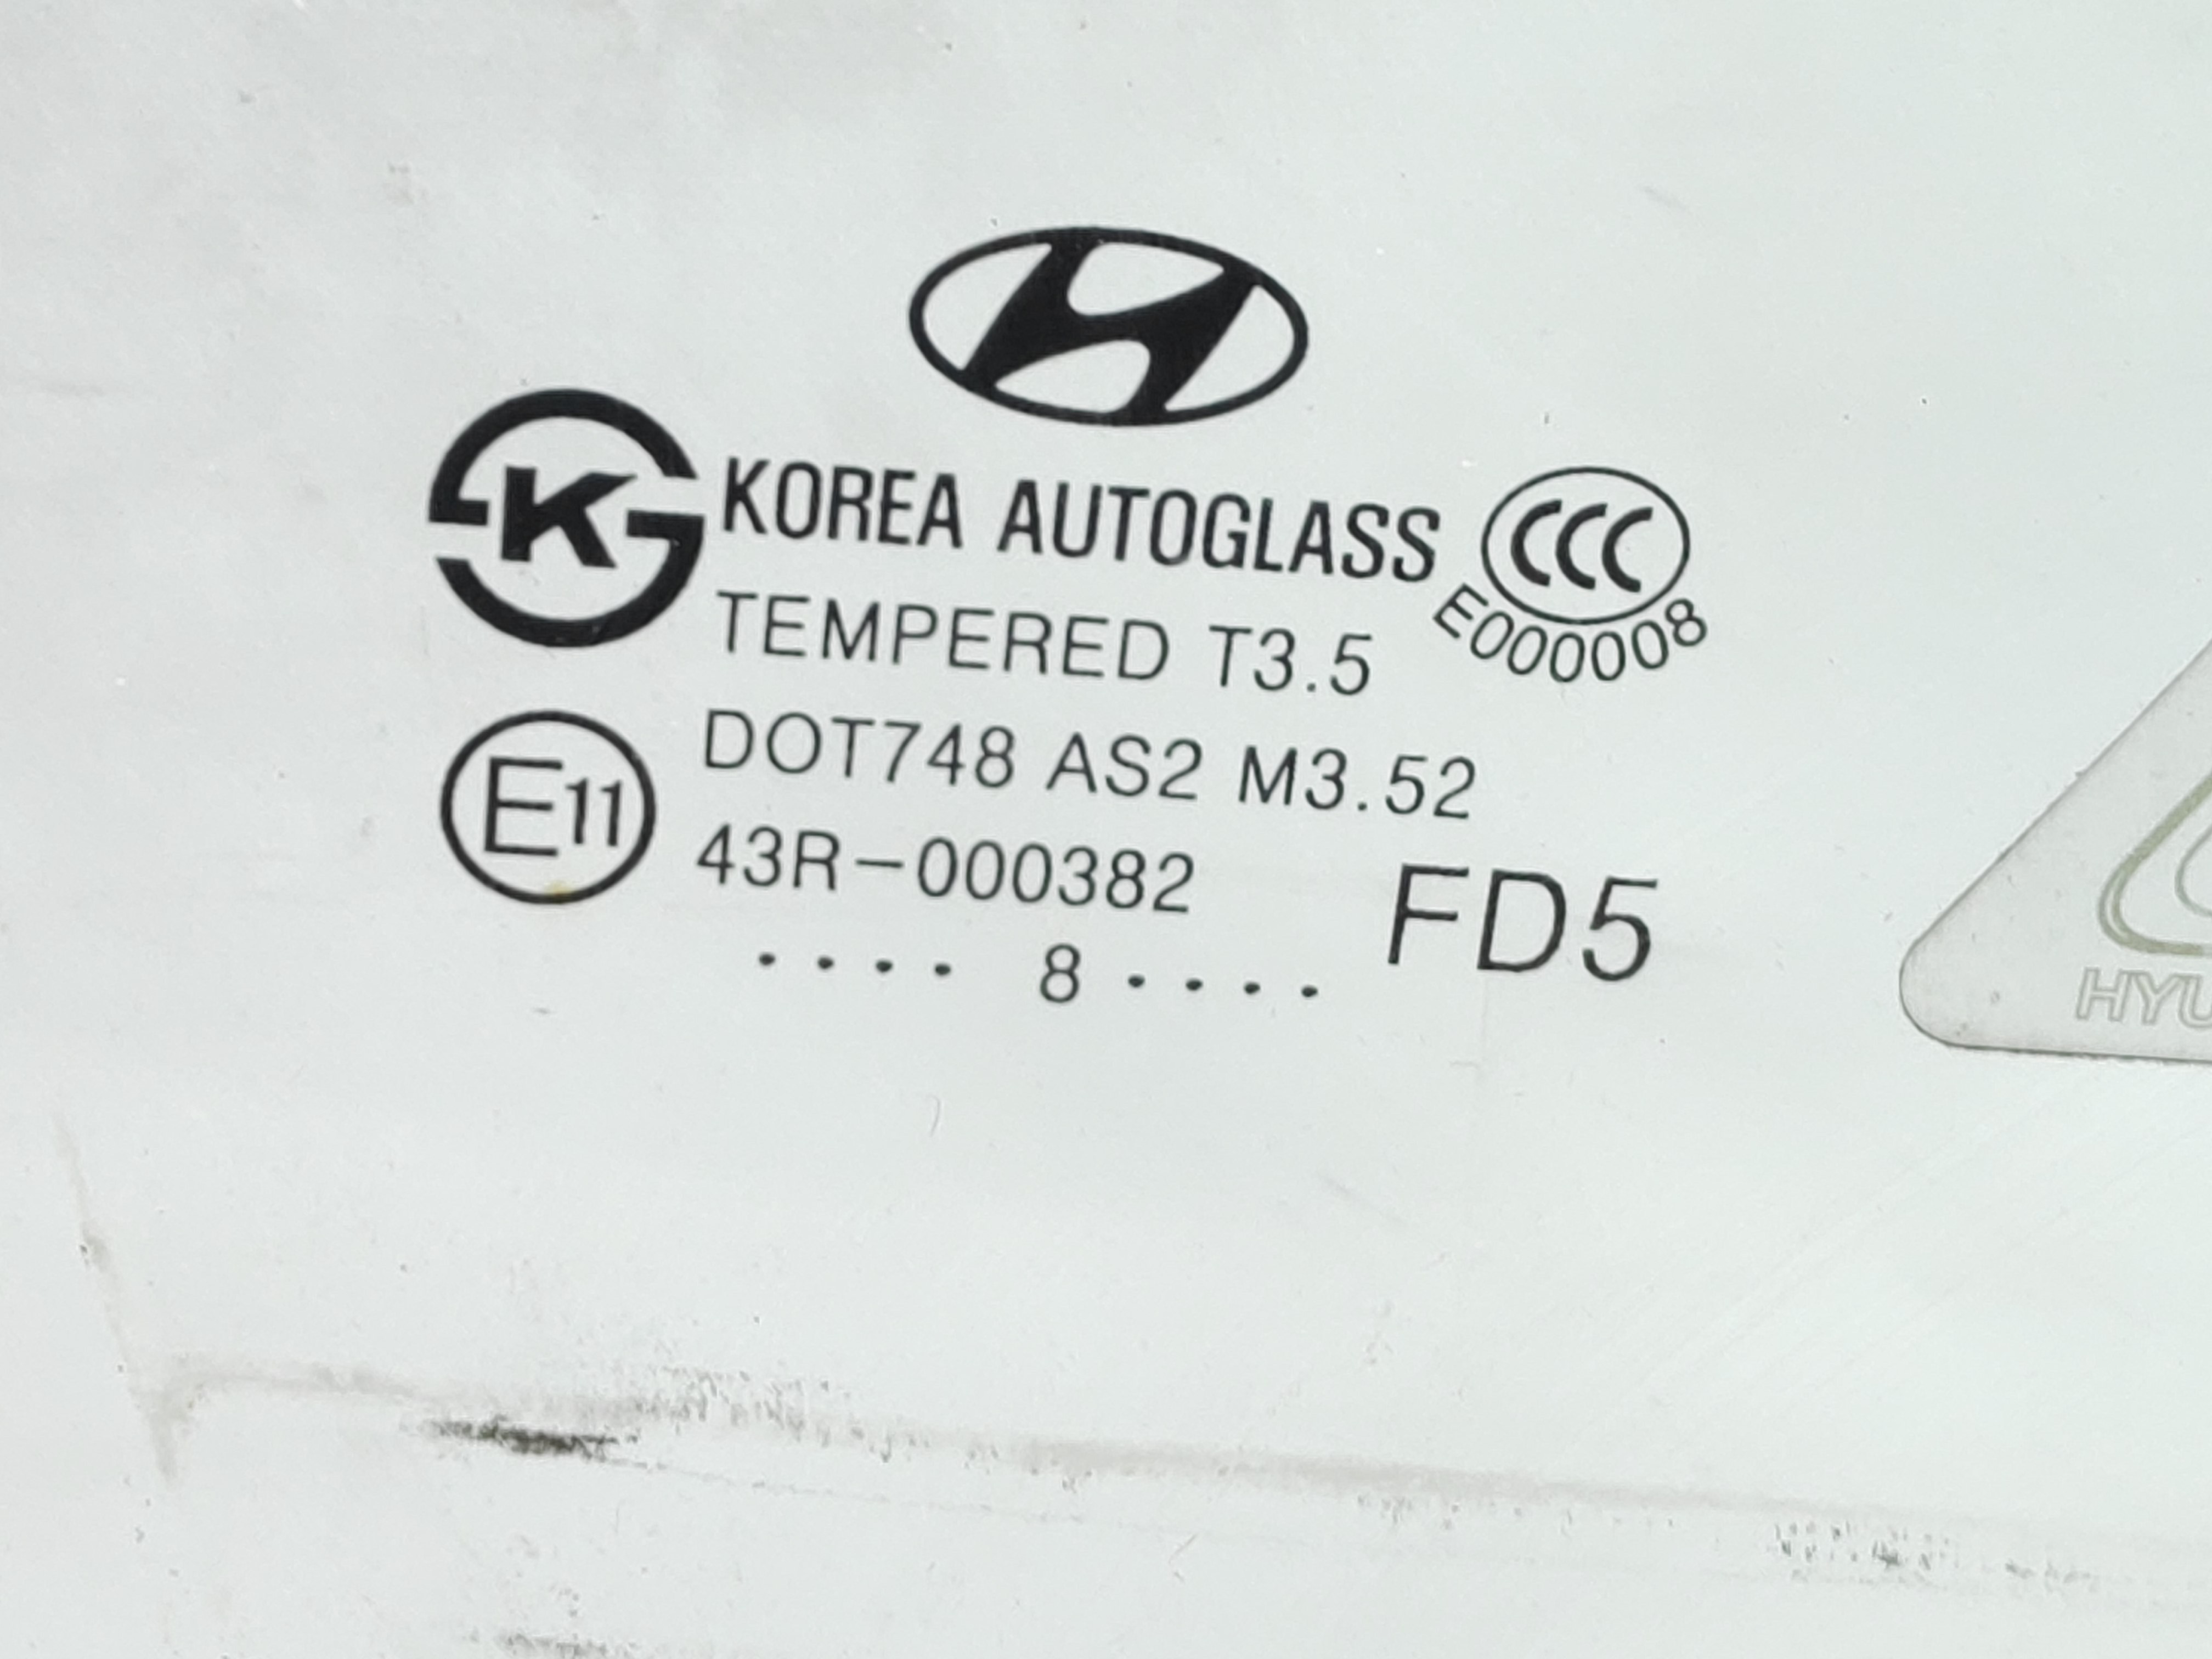 KOREA AUTOGLASS
CCC
E000008
K
TEMPERED T3.5
DOT748 AS2 M3.52
E11
43R-000382
FD5
.... 8 ....